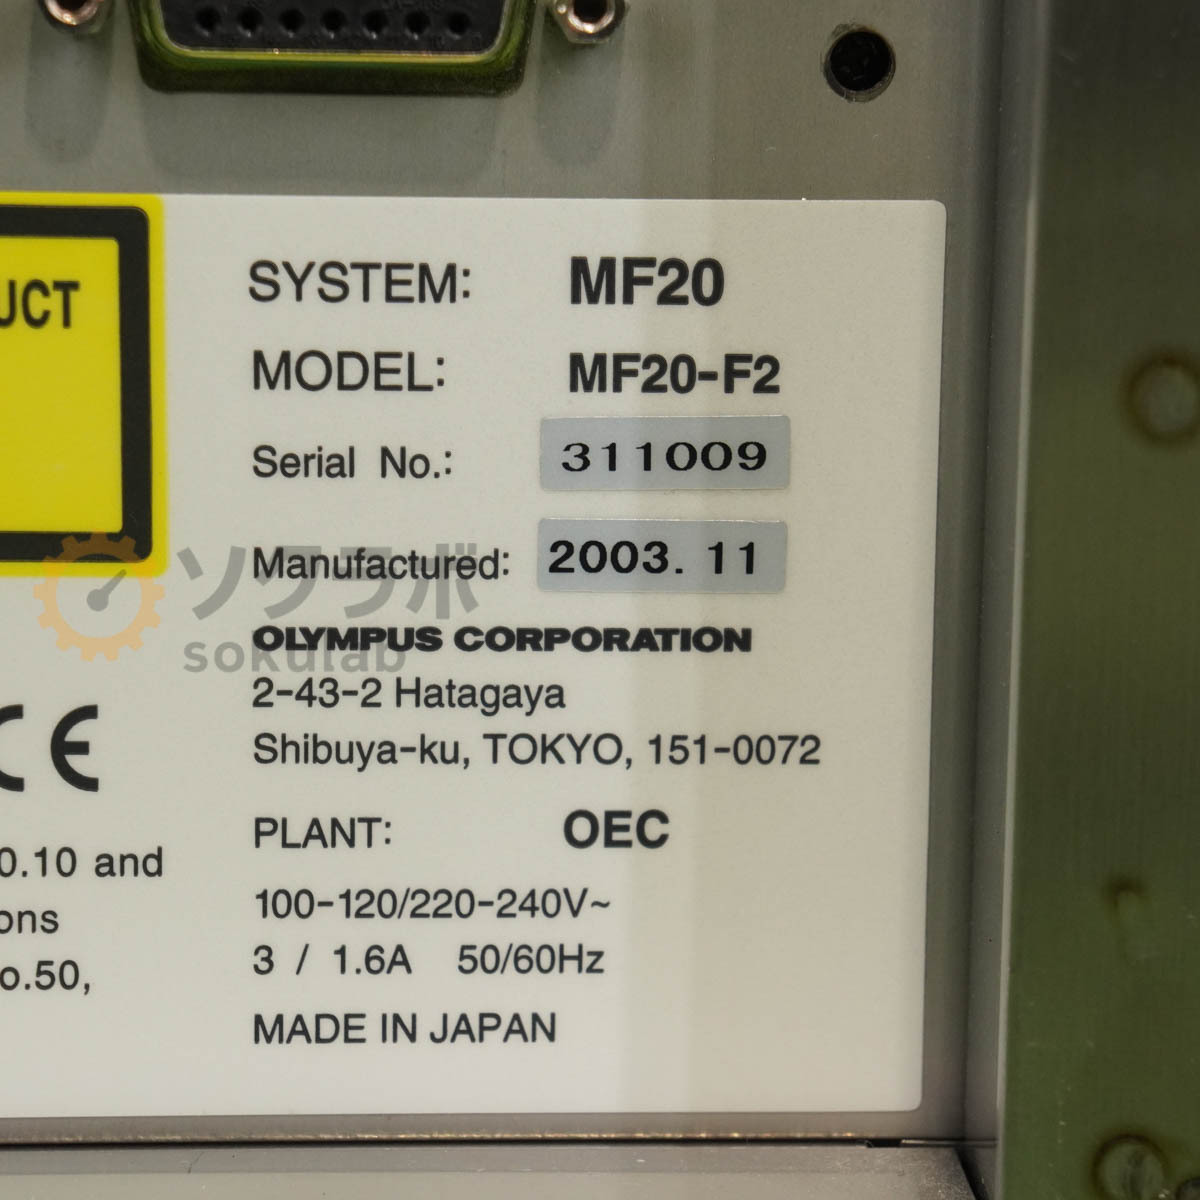 UCT
SYSTEM: MF20
MODEL: MF20-F2
Serial No.: 311009
Manufactured: 2003. 11
ソクラボ
sokulab
OLYMPUS CORPORATION
2-43-2 Hatagaya
Shibuya-ku, TOKYO, 151-0072
CE
PLANT: OEC
0.10 and
100-120/220-240V~
ons
3 / 1.6A 50/60Hz
o.50,
MADE IN JAPAN